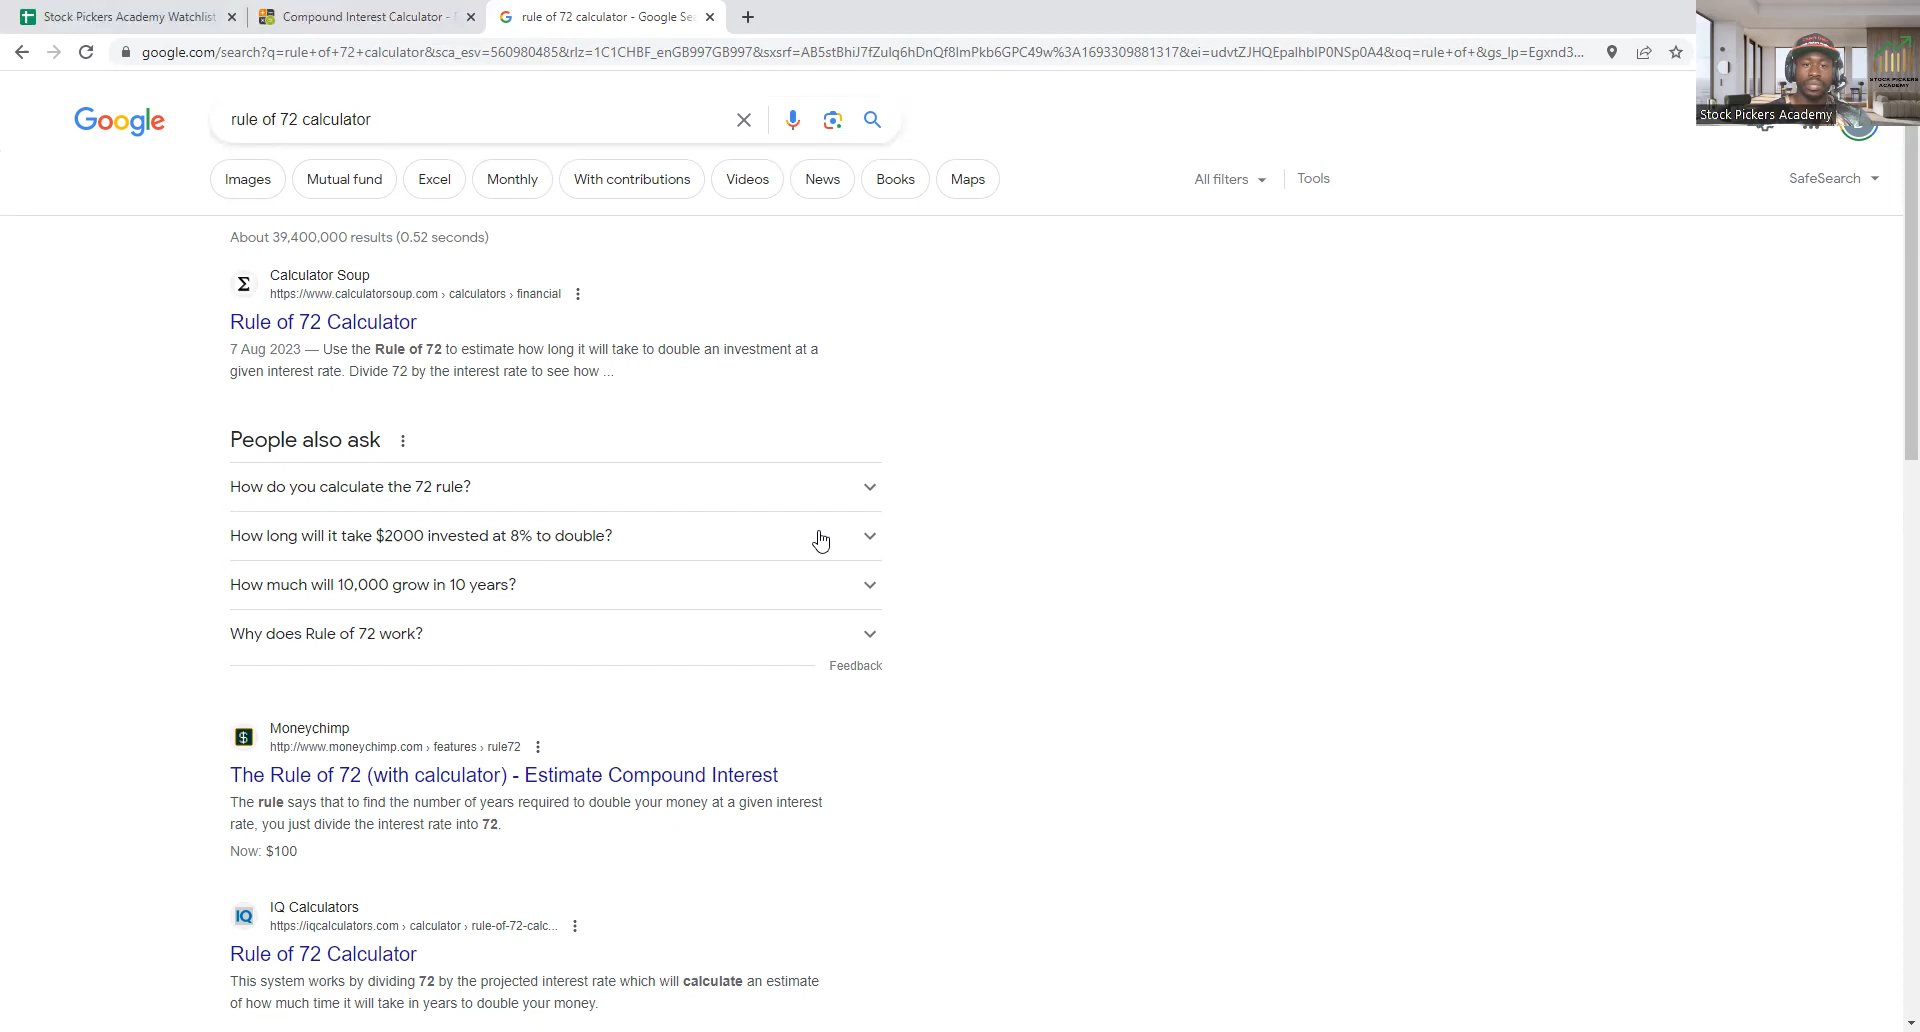 Stock Pickers Academy Watchlist
Compound Interest Calculator -
rule of 72 calculator - Google Se
google.com/search?q=rule+of+72+calculator&sca_esv=560980485&rlz=1C1CHBF_enGB997GB997&sxsrf=AB5stBhiJ7fZulq6hDnQf8lmPkb6GPC49w%3A1693309881317&ei=udvtZJHQEpalhbIP0NSp0A4&oq=rule+of+&gs_lp=Egxnd3...
STOCK PICKERS
ACADEMY
Stock Pickers Academy
Google
rule of 72 calculator
Images
Mutual fund
Excel
Monthly
With contributions
Videos
News
Books
Maps
All filters
Tools
SafeSearch
About 39,400,000 results (0.52 seconds)
Calculator Soup
https://www.calculatorsoup.com › calculators › financial
Rule of 72 Calculator
7 Aug 2023 — Use the Rule of 72 to estimate how long it will take to double an investment at a
given interest rate. Divide 72 by the interest rate to see how ...
People also ask
How do you calculate the 72 rule?
How long will it take $2000 invested at 8% to double?
How much will 10,000 grow in 10 years?
Why does Rule of 72 work?
Feedback
Moneychimp
http://www.moneychimp.com › features › rule72
The Rule of 72 (with calculator) - Estimate Compound Interest
The rule says that to find the number of years required to double your money at a given interest
rate, you just divide the interest rate into 72.
Now: $100
IQ
IQ Calculators
https://iqcalculators.com › calculator › rule-of-72-calc...
Rule of 72 Calculator
This system works by dividing 72 by the projected interest rate which will calculate an estimate
of how much time it will take in years to double your money.